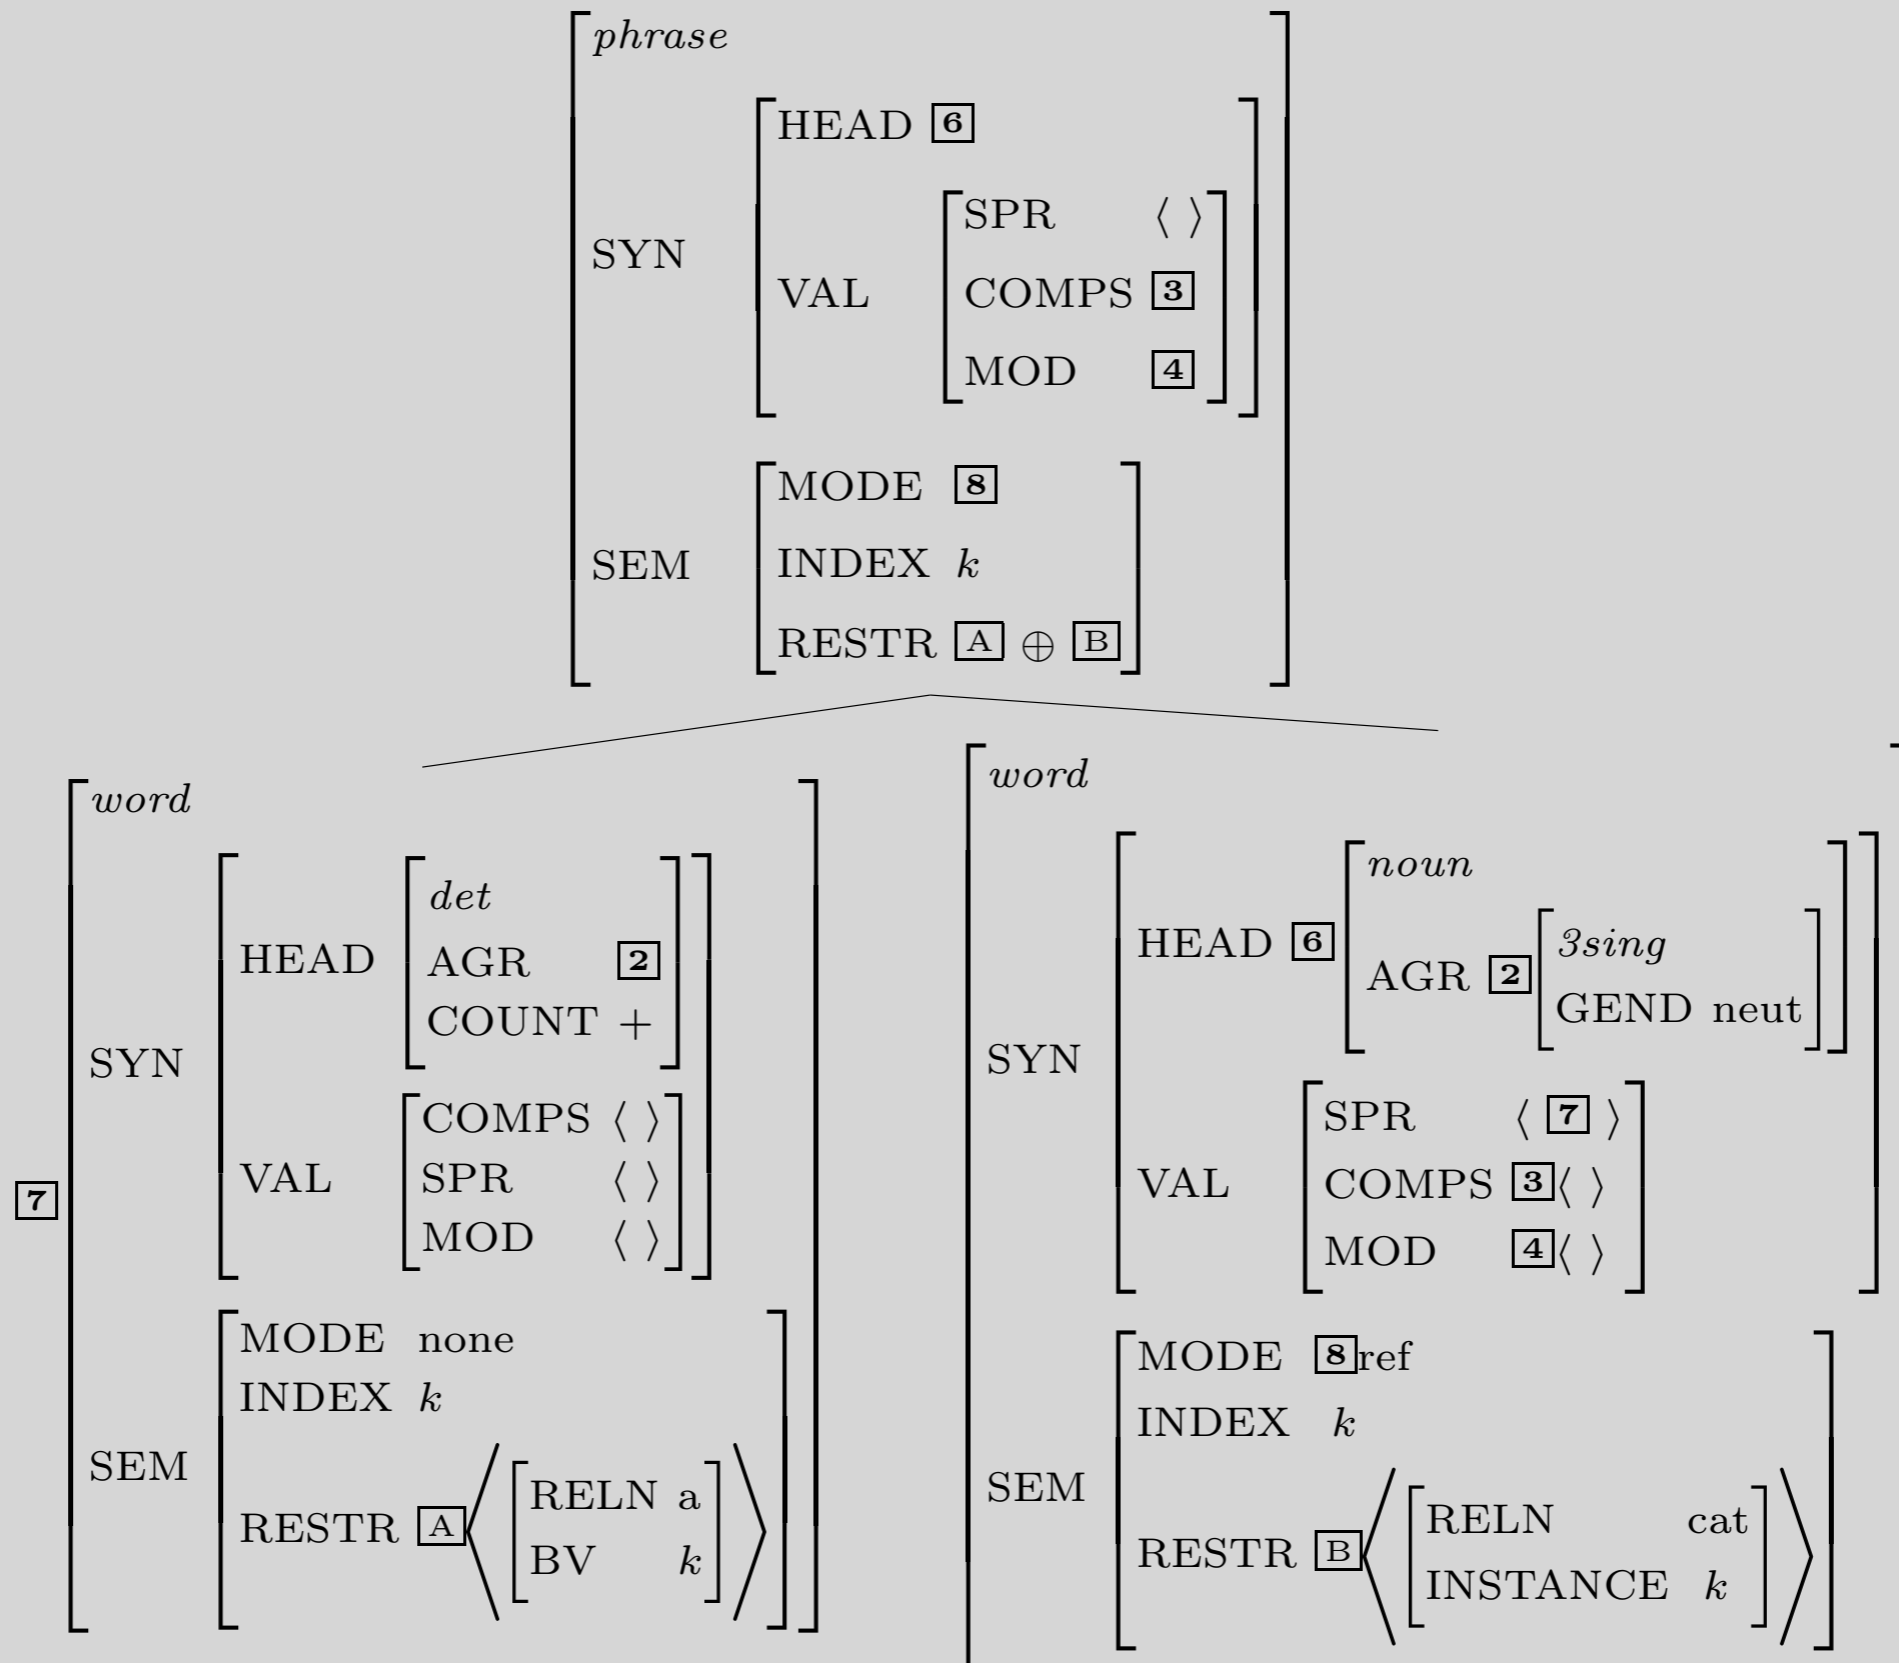 phrase
HEAD 6
SPR ⟨ ⟩
SYN
VAL COMPS 3
MOD 4
MODE 8
SEM INDEX k
RESTR A ⊕ B
word
det
HEAD AGR 2
COUNT +
SYN
COMPS ⟨ ⟩
VAL SPR ⟨ ⟩
MOD ⟨ ⟩
7
MODE none
INDEX k
SEM
RELN a
RESTR A
BV k
word
noun
HEAD 6
3sing
AGR 2
GEND neut
SYN
SPR ⟨ 7 ⟩
VAL COMPS 3⟨ ⟩
MOD 4⟨ ⟩
MODE 8ref
INDEX k
SEM
RELN cat
RESTR B
INSTANCE k